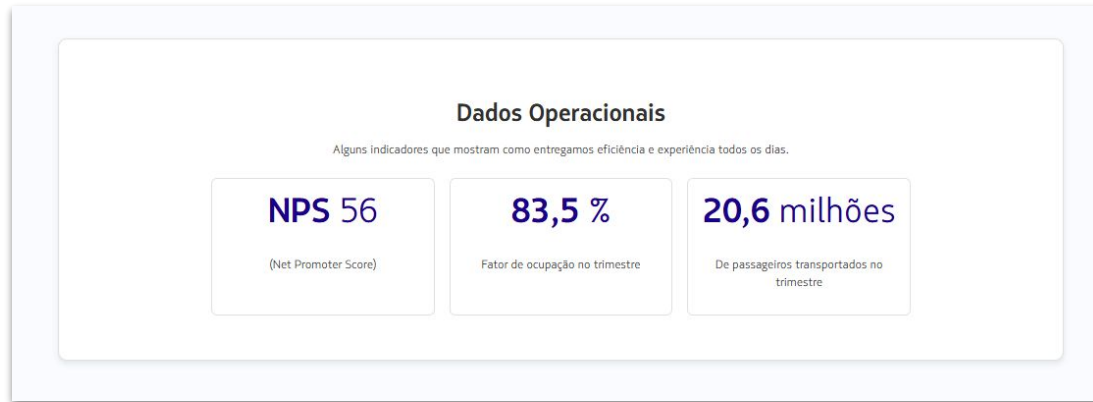 Dados Operacionais
Alguns indicadores que mostram como entregamos eficiência e experiência todos os dias.
NPS 56
(Net Promoter Score)
83,5 %
Fator de ocupação no trimestre
20,6 milhões
De passageiros transportados no
trimestre